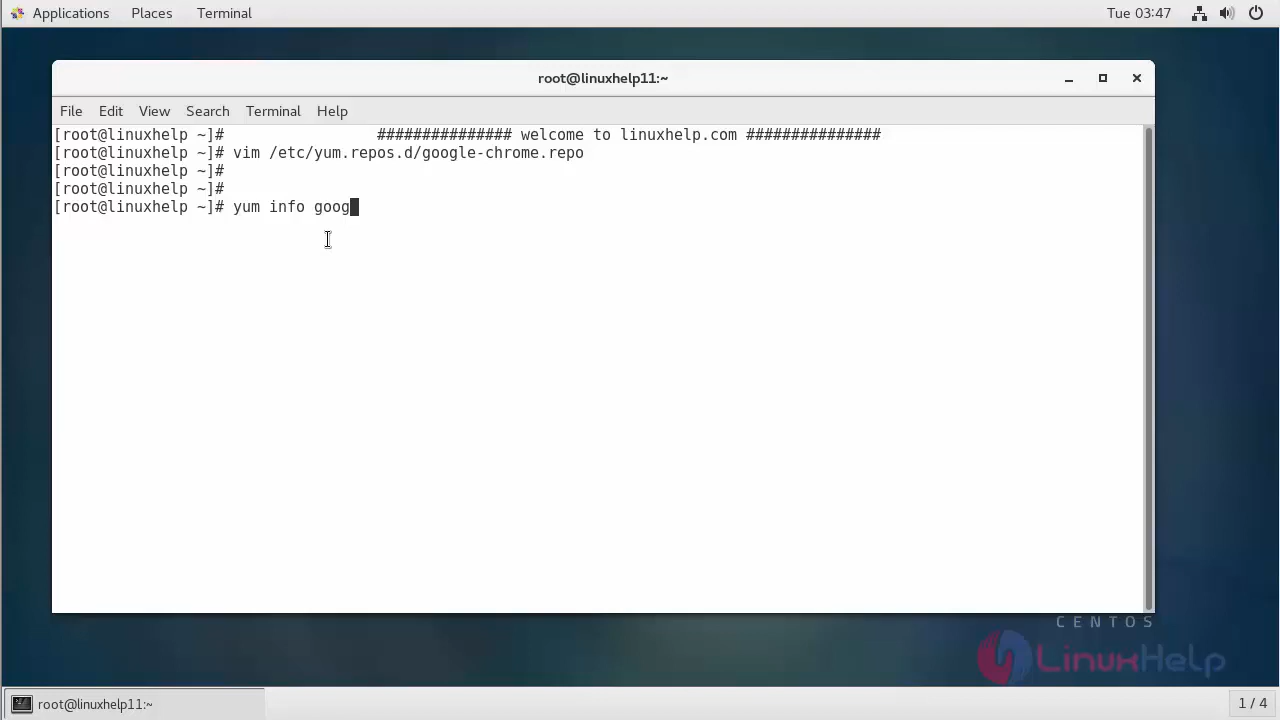 Applications Places Terminal Tue 03:47
root@linuxhelp11:~
File Edit View Search Terminal Help
[root@linuxhelp ~]# ############### welcome to linuxhelp.com ###############
[root@linuxhelp ~]# vim /etc/yum.repos.d/google-chrome.repo
[root@linuxhelp ~]#
[root@linuxhelp ~]#
[root@linuxhelp ~]# yum info goog
CENTOS
LinuxHelp
root@linuxhelp11:~ 1 / 4